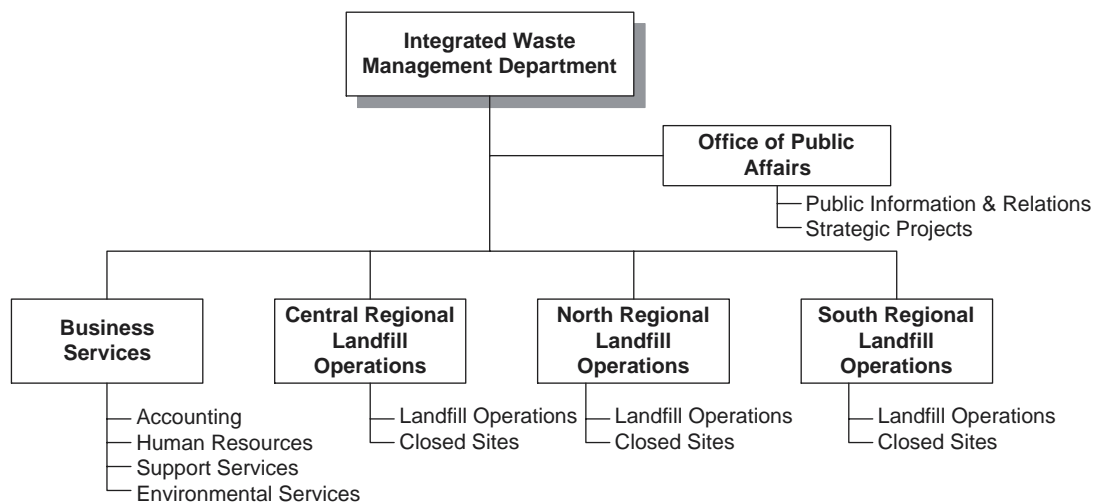 Integrated Waste
Management Department
Office of Public
Affairs
Public Information & Relations
Strategic Projects
Business
Services
Accounting
Human Resources
Support Services
Environmental Services
Central Regional
Landfill
Operations
Landfill Operations
Closed Sites
North Regional
Landfill
Operations
Landfill Operations
Closed Sites
South Regional
Landfill
Operations
Landfill Operations
Closed Sites